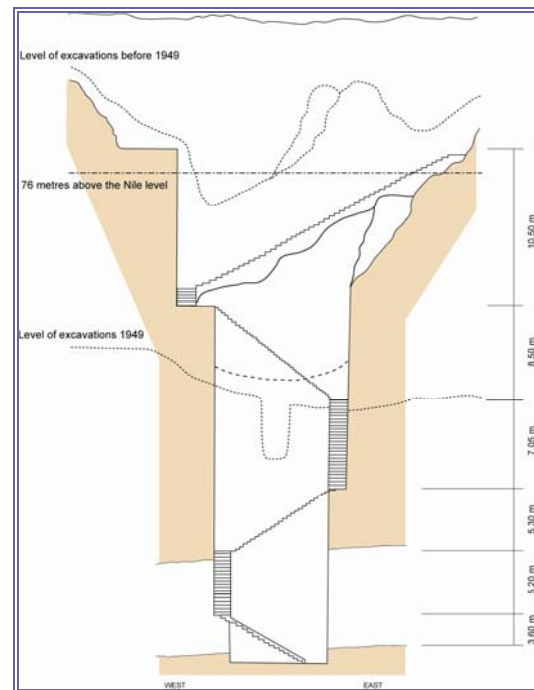 Level of excavations before 1949
76 metres above the Nile level
10.50 m
Level of excavations 1949
8.50 m
7.05 m
5.30 m
5.20 m
3.60 m
WEST
EAST